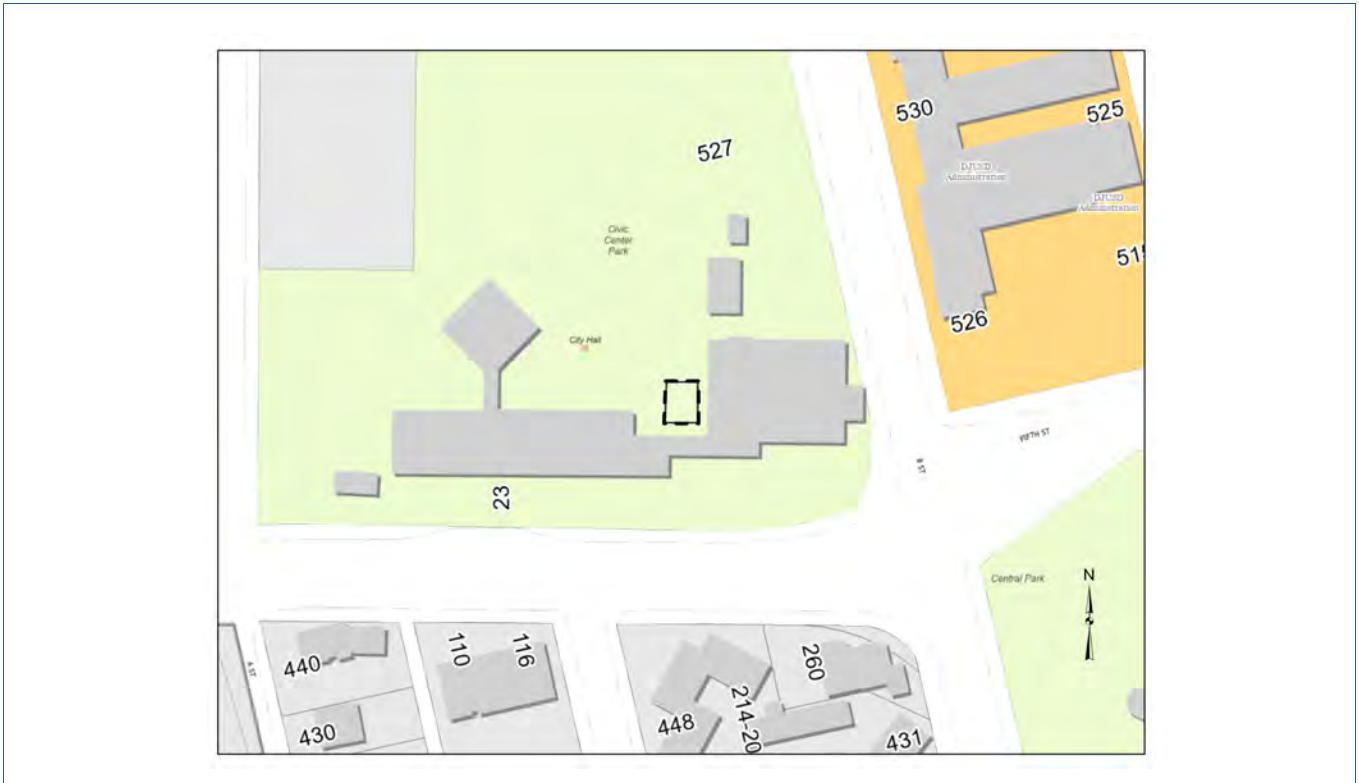 530
525
527
DJUSD
Administration
DJUSD
Administration
Civic
Center
Park
515
526
City Hall
FIFTH ST
B ST
23
Central Park
N
440
110
116
260
A ST
430
448
214-20
431